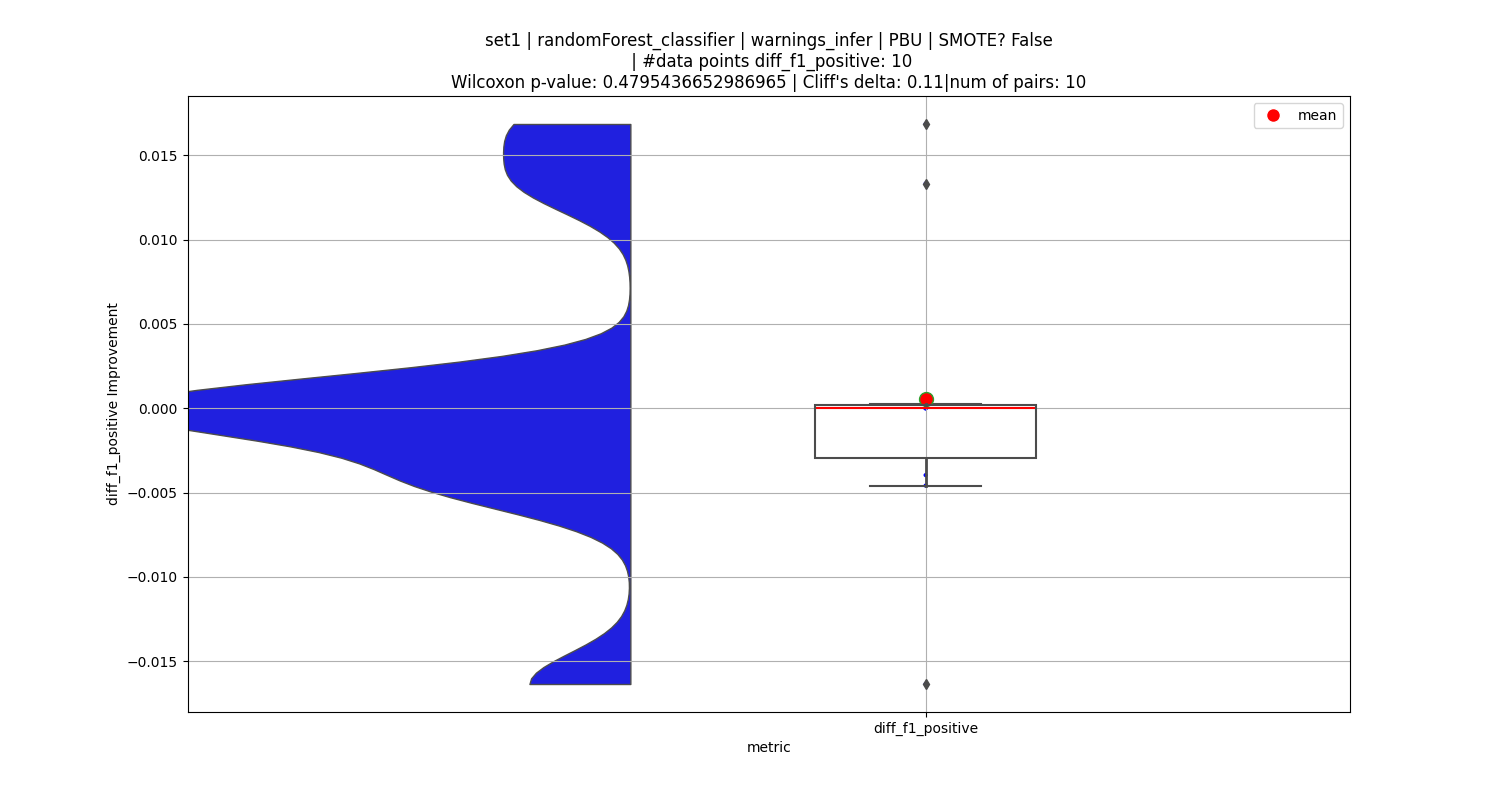 set1 | randomForest_classifier | warnings_infer | PBU | SMOTE? False
| #data points diff_f1_positive: 10
Wilcoxon p-value: 0.4795436652986965 | Cliff's delta: 0.11|num of pairs: 10
mean
0.015
0.010
0.005
0.000
−0.005
−0.010
−0.015
diff_f1_positive Improvement
diff_f1_positive
metric